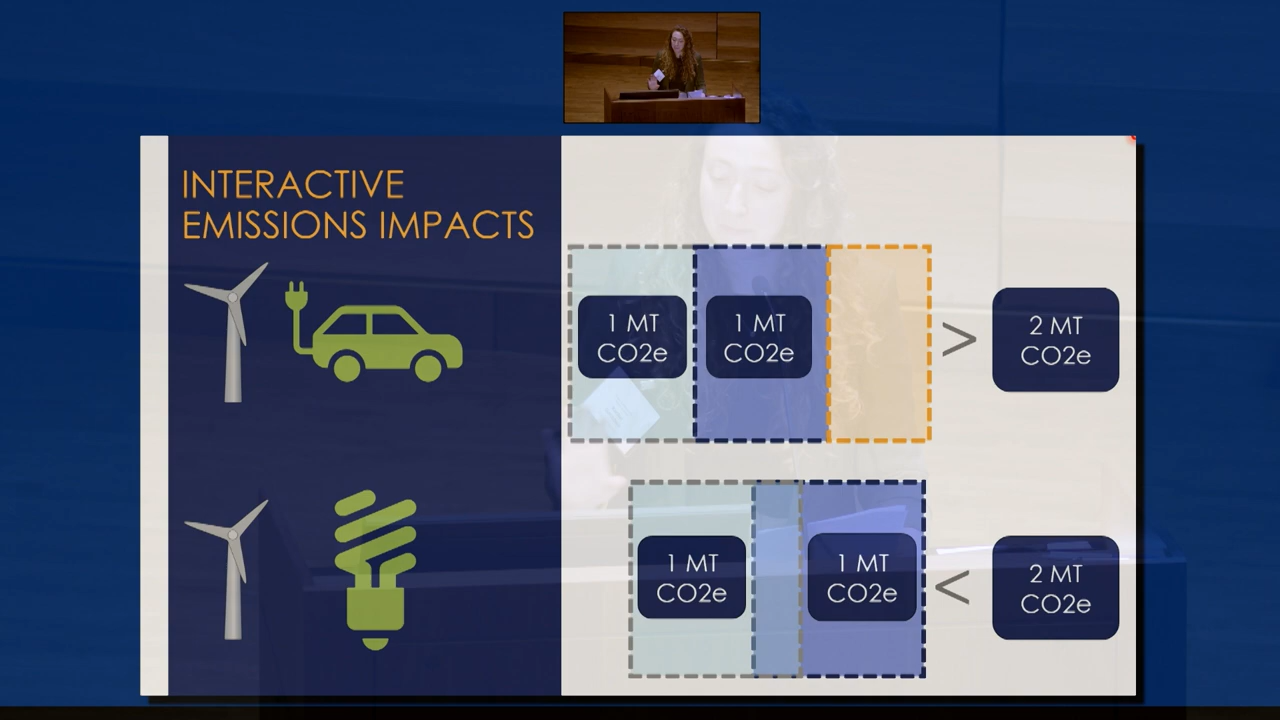 INTERACTIVE
EMISSIONS IMPACTS
1 MT
CO2e
1 MT
CO2e
>
2 MT
CO2e
1 MT
CO2e
1 MT
CO2e
<
2 MT
CO2e